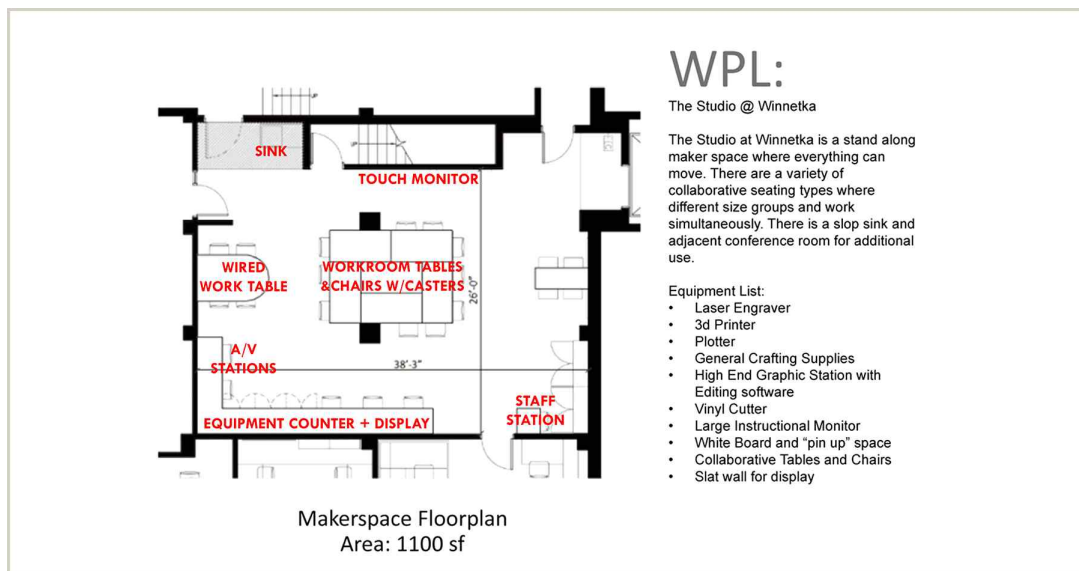 WPL:
The Studio @ Winnetka
The Studio at Winnetka is a stand along
maker space where everything can
move. There are a variety of
collaborative seating types where
different size groups and work
simultaneously. There is a slop sink and
adjacent conference room for additional
use.
Equipment List:
• Laser Engraver
• 3d Printer
• Plotter
• General Crafting Supplies
• High End Graphic Station with
Editing software
• Vinyl Cutter
• Large Instructional Monitor
• White Board and “pin up” space
• Collaborative Tables and Chairs
• Slat wall for display
SINK
TOUCH MONITOR
WIRED
WORK TABLE
WORKROOM TABLES
&CHAIRS W/CASTERS
26'-0"
A/V
STATIONS
38'-3"
STAFF
STATION
EQUIPMENT COUNTER + DISPLAY
Makerspace Floorplan
Area: 1100 sf